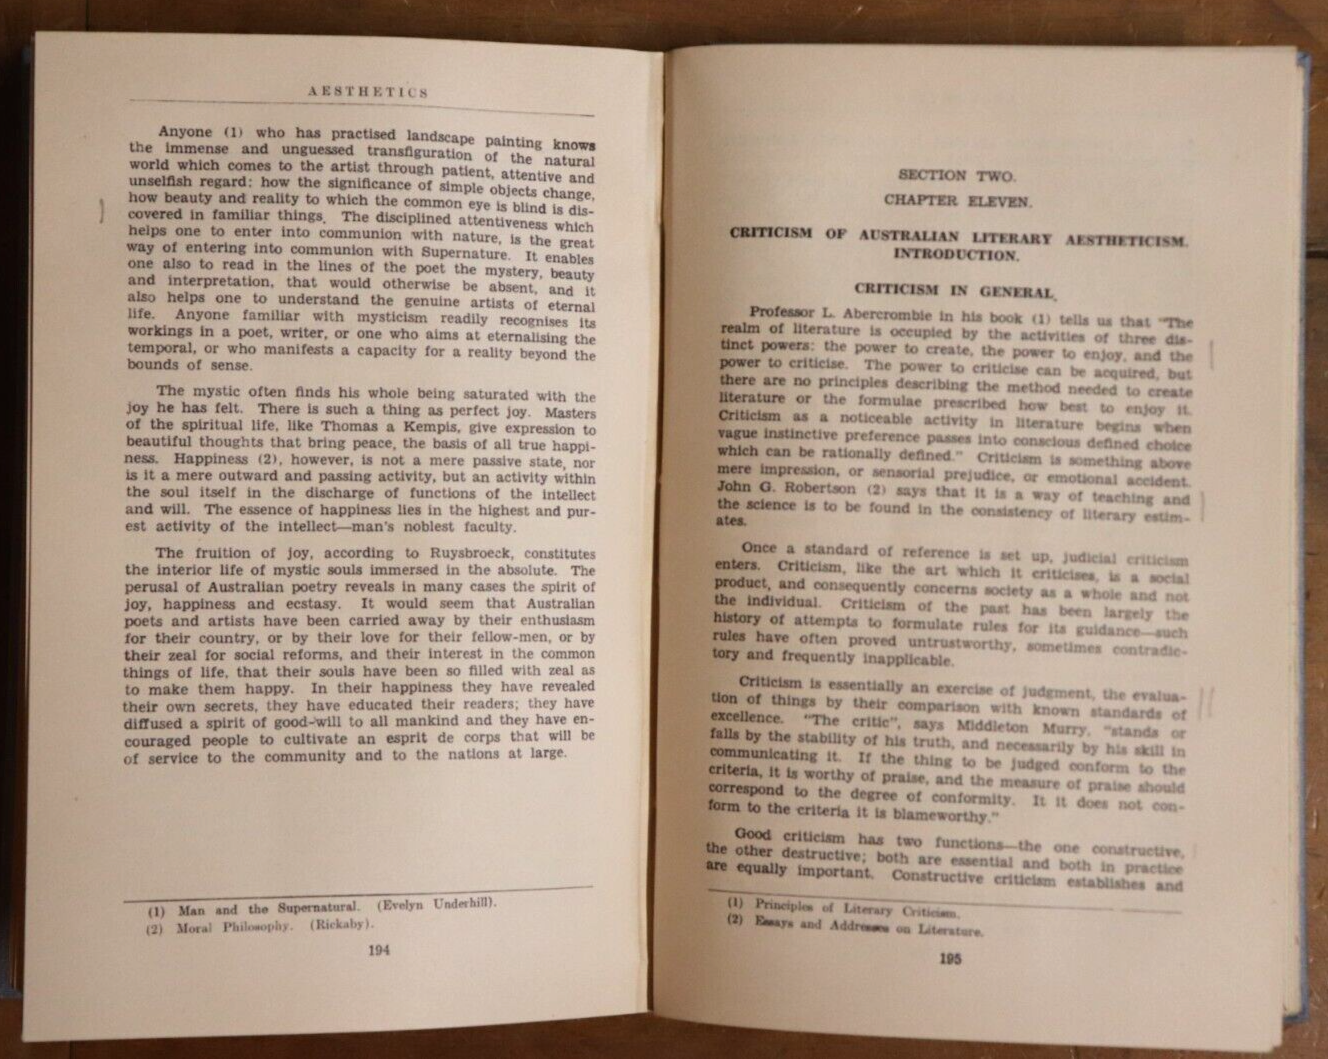 AESTHETICS
Anyone (1) who has practised landscape painting knows
the immense and unguessed transfiguration of the natural
world which comes to the artist through patient, attentive and
unselfish regard: how the significance of simple objects change,
how beauty and reality to which the common eye is blind is dis-
covered in familiar things. The disciplined attentiveness which
helps one to enter into communion with nature, is the great
way of entering into communion with Supernature. It enables
one also to read in the lines of the poet the mystery, beauty
and interpretation, that would otherwise be absent, and it
also helps one to understand the genuine artists of eternal
life. Anyone familiar with mysticism readily recognises its
workings in a poet, writer, or one who aims at eternalising the
temporal, or who manifests a capacity for a reality beyond the
bounds of sense.
The mystic often finds his whole being saturated with the
joy he has felt. There is such a thing as perfect joy. Masters
of the spiritual life, like Thomas a Kempis, give expression to
beautiful thoughts that bring peace, the basis of all true happi-
ness. Happiness (2), however, is not a mere passive state, nor
is it a mere outward and passing activity, but an activity within
the soul itself in the discharge of functions of the intellect
and will. The essence of happiness lies in the highest and pur-
est activity of the intellect—man's noblest faculty.
The fruition of joy, according to Ruysbroeck, constitutes
the interior life of mystic souls immersed in the absolute. The
perusal of Australian poetry reveals in many cases the spirit of
joy, happiness and ecstasy. It would seem that Australian
poets and artists have been carried away by their enthusiasm
for their country, or by their love for their fellow-men, or by
their zeal for social reforms, and their interest in the common
things of life, that their souls have been so filled with zeal as
to make them happy. In their happiness they have revealed
their own secrets, they have educated their readers; they have
diffused a spirit of good-will to all mankind and they have en-
couraged people to cultivate an esprit de corps that will be
of service to the community and to the nations at large.
(1) Man and the Supernatural. (Evelyn Underhill).
(2) Moral Philosophy. (Rickaby).
194
SECTION TWO.
CHAPTER ELEVEN.
CRITICISM OF AUSTRALIAN LITERARY AESTHETICISM.
INTRODUCTION.
CRITICISM IN GENERAL.
Professor L. Abercrombie in his book (1) tells us that "The
realm of literature is occupied by the activities of three dis-
tinct powers: the power to create, the power to enjoy, and the
power to criticise. The power to criticise can be acquired, but
there are no principles describing the method needed to create
literature or the formulae prescribed how best to enjoy it.
Criticism as a noticeable activity in literature begins when
vague instinctive preference passes into conscious defined choice
which can be rationally defined." Criticism is something above
mere impression, or sensorial prejudice, or emotional accident.
John G. Robertson (2) says that it is a way of teaching and
the science is to be found in the consistency of literary estim-
ates.
Once a standard of reference is set up, judicial criticism
enters. Criticism, like the art which it criticises, is a social
product, and consequently concerns society as a whole and not
the individual. Criticism of the past has been largely the
history of attempts to formulate rules for its guidance—such
rules have often proved untrustworthy, sometimes contradic-
tory and frequently inapplicable.
Criticism is essentially an exercise of judgment, the evalua-
tion of things by their comparison with known standards of
excellence. "The critic", says Middleton Murry, "stands or
falls by the stability of his truth, and necessarily by his skill in
communicating it. If the thing to be judged conform to the
criteria, it is worthy of praise, and the measure of praise should
correspond to the degree of conformity. It it does not con-
form to the criteria it is blameworthy."
Good criticism has two functions—the one constructive,
the other destructive; both are essential and both in practice
are equally important. Constructive criticism establishes and
(1) Principles of Literary Criticism.
(2) Essays and Addresses on Literature.
195